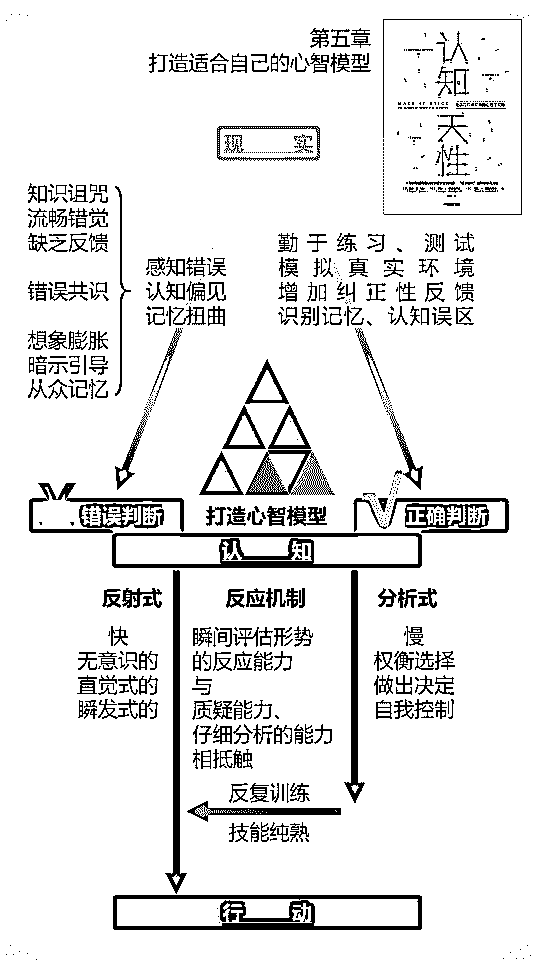 第五章
打造适合自己的心智模型
认知天性
MAKE IT STICK
现 实
知识诅咒
流畅错觉
缺乏反馈
错误共识
想象膨胀
暗示引导
从众记忆
感知错误
认知偏见
记忆扭曲
勤于练习、测试
模拟真实环境
增加纠正性反馈
识别记忆、认知误区
错误判断
打造心智模型
正确判断
认 知
反射式
快
无意识的
直觉式的
瞬发式的
反应机制
瞬间评估形势
的反应能力
与
质疑能力、
仔细分析的能力
相抵触
分析式
慢
权衡选择
做出决定
自我控制
反复训练
技能纯熟
行 动